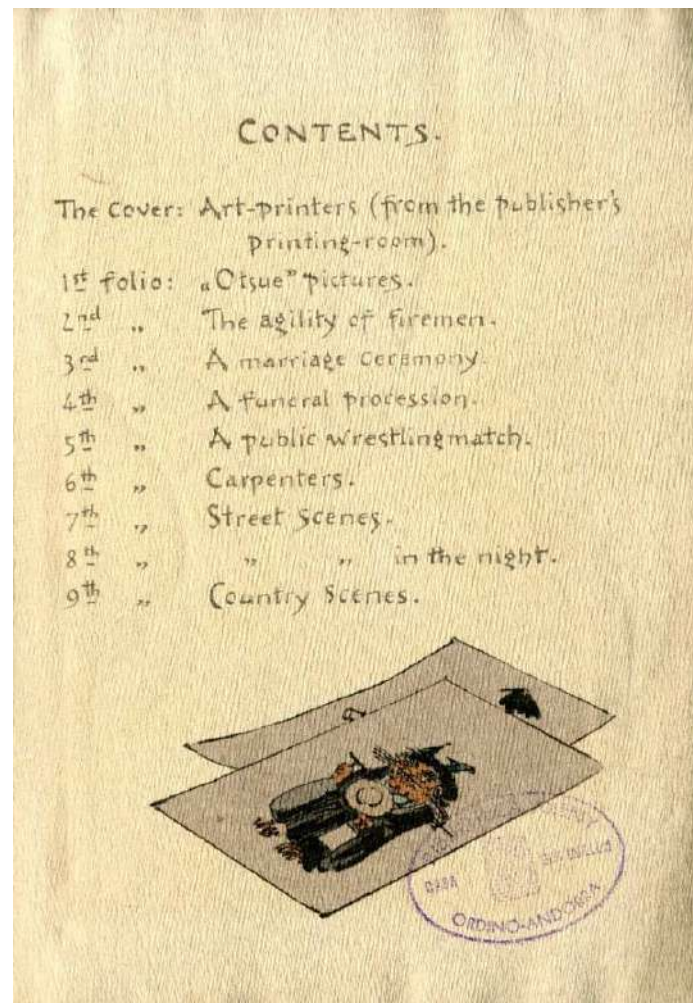 CONTENTS.
The Cover: Art-printers (from the publisher's
printing-room).
1st folio: „Otsue” pictures.
2nd „ The agility of firemen.
3rd „ A marriage ceremony.
4th „ A funeral procession.
5th „ A public wrestlingmatch.
6th „ Carpenters.
7th „ Street Scenes.
8th „ „ „ in the night.
9th „ Country Scenes.
CASA
ORDINO-ANDORRA